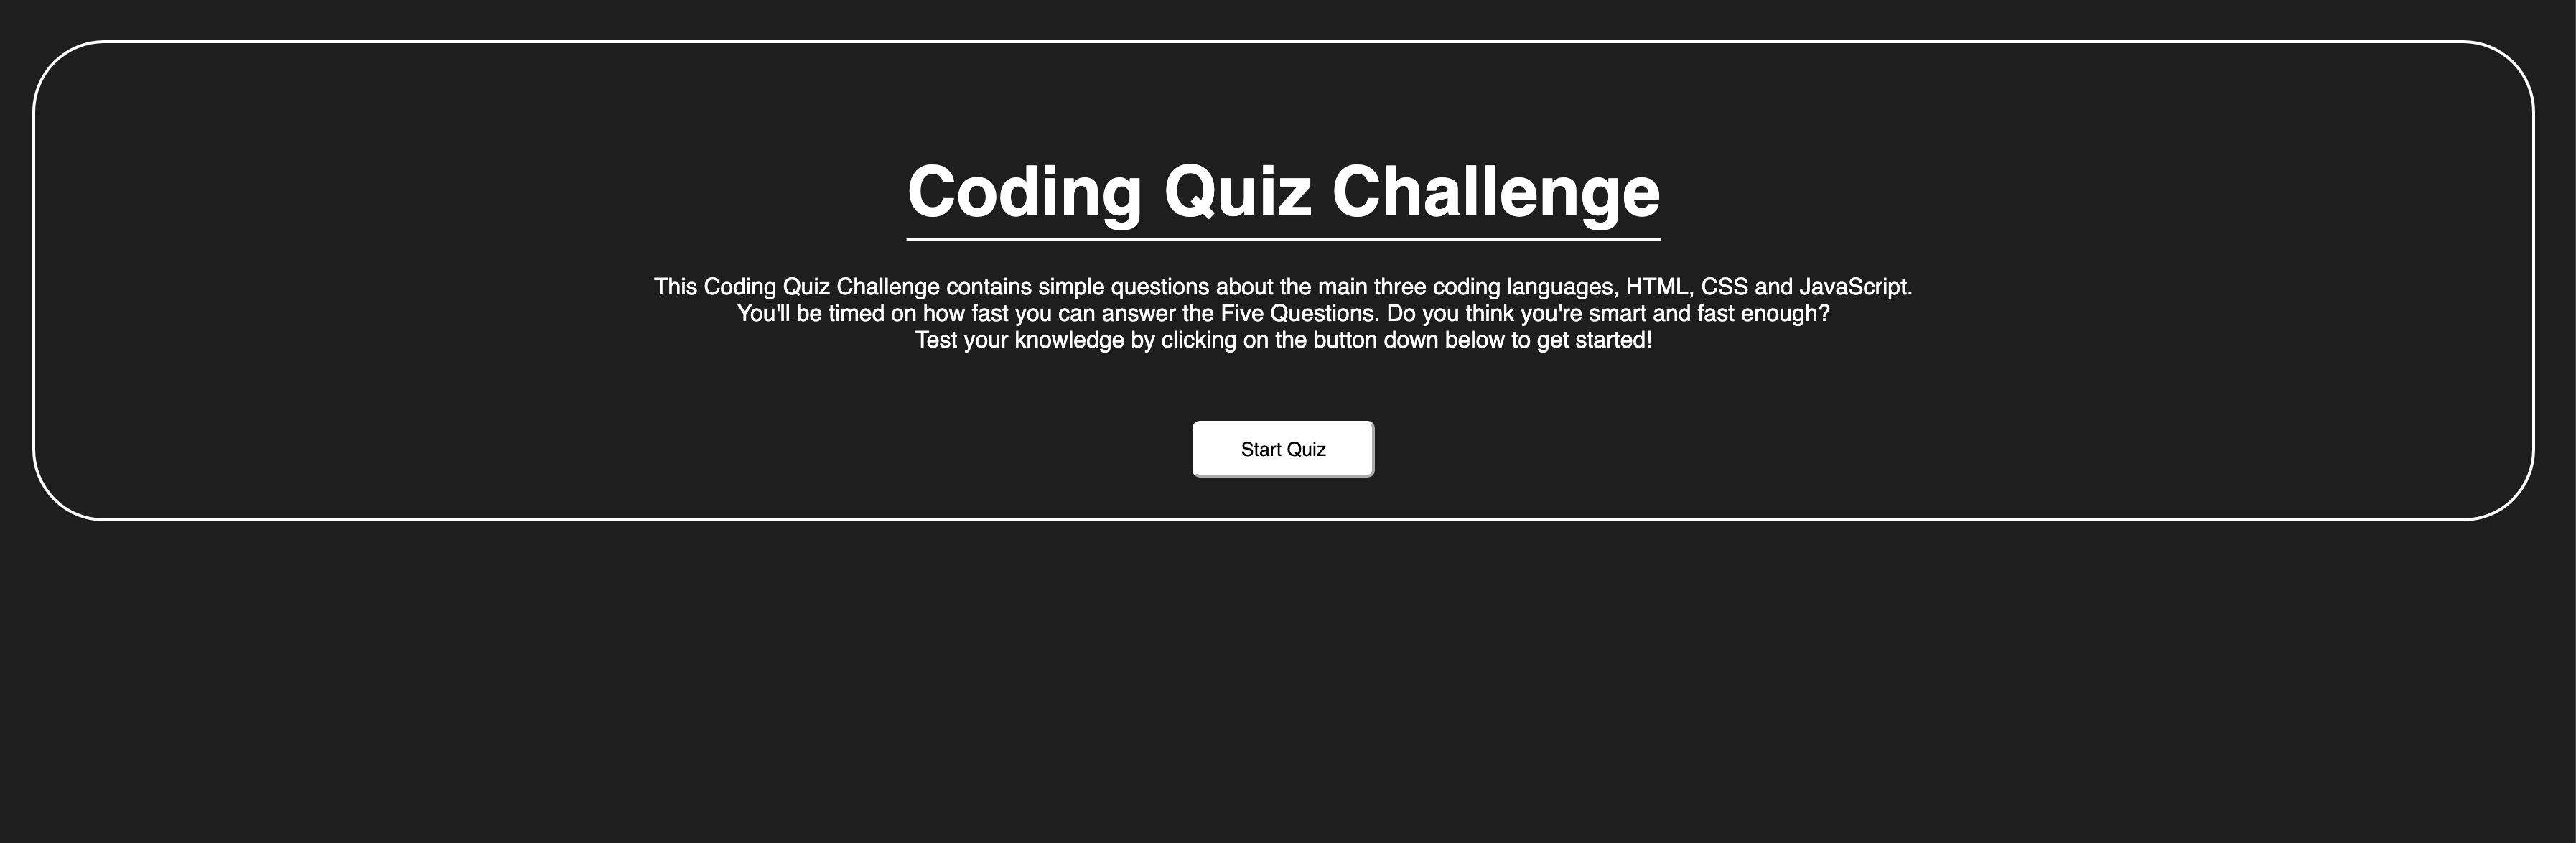 Coding Quiz Challenge
This Coding Quiz Challenge contains simple questions about the main three coding languages, HTML, CSS and JavaScript.
You'll be timed on how fast you can answer the Five Questions. Do you think you're smart and fast enough?
Test your knowledge by clicking on the button down below to get started!
Start Quiz